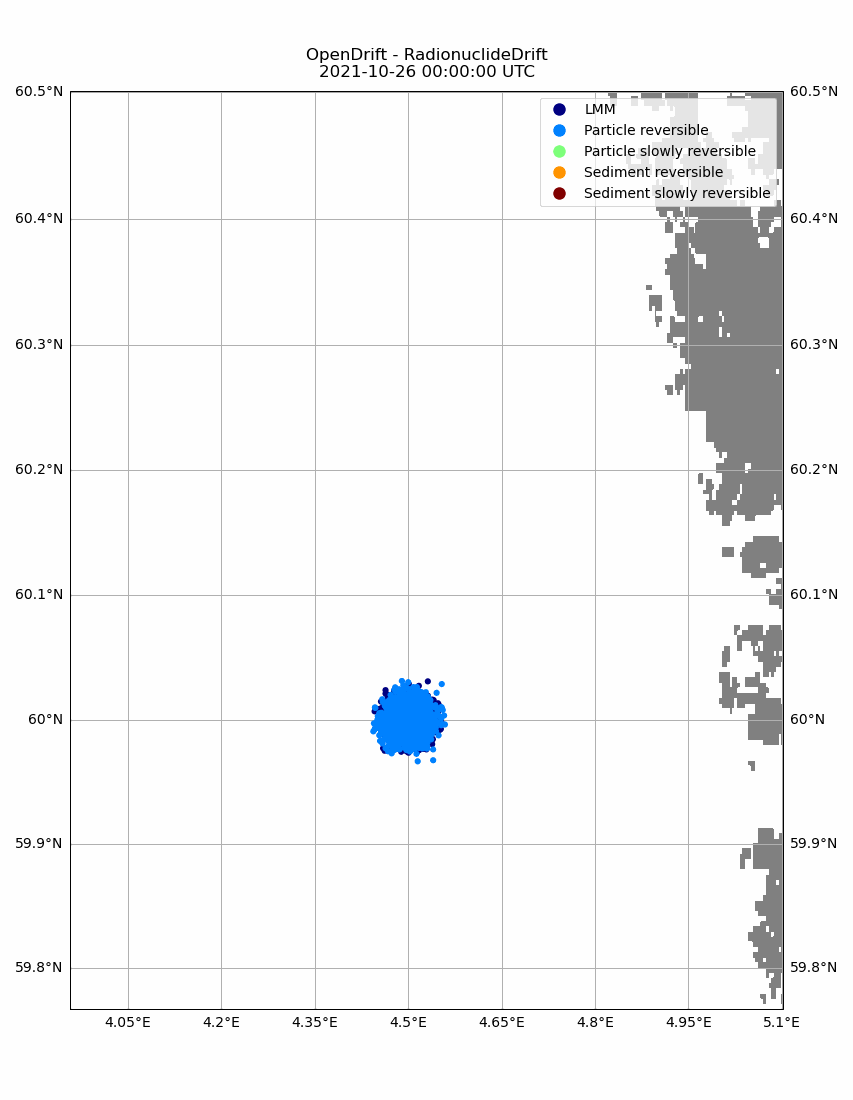 OpenDrift - RadionuclideDrift
2021-10-26 00:00:00 UTC
60.5°N
60.5°N
LMM
Particle reversible
Particle slowly reversible
Sediment reversible
Sediment slowly reversible
60.4°N
60.4°N
60.3°N
60.3°N
60.2°N
60.2°N
60.1°N
60.1°N
60°N
60°N
59.9°N
59.9°N
59.8°N
59.8°N
4.05°E 4.2°E 4.35°E 4.5°E 4.65°E 4.8°E 4.95°E 5.1°E